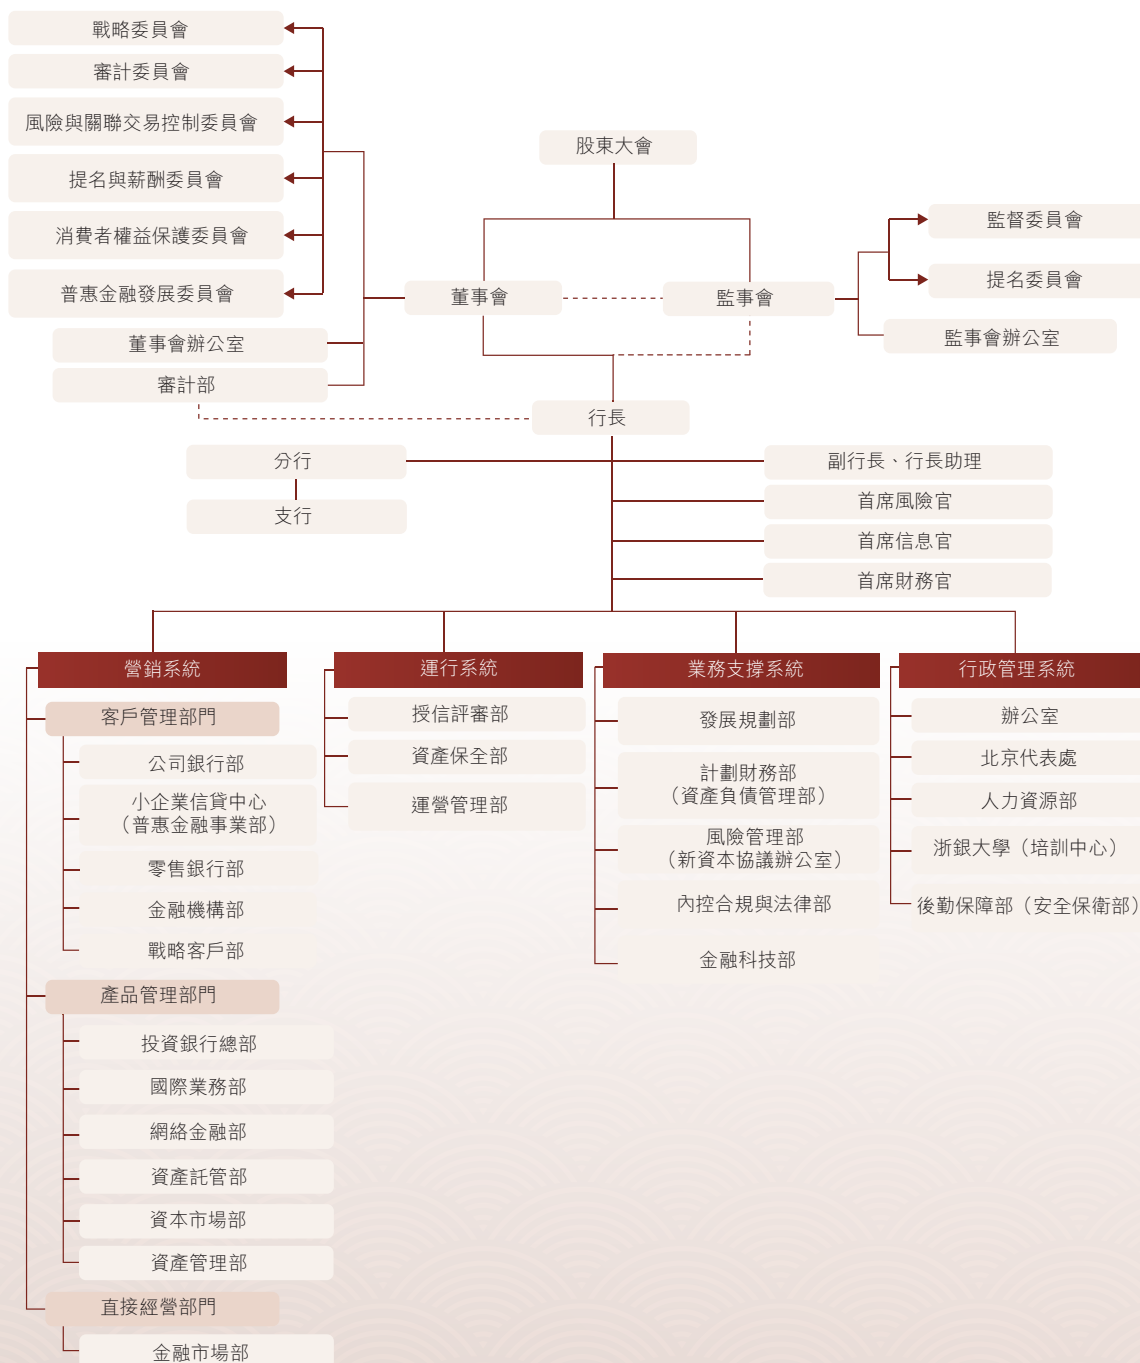 戰略委員會
審計委員會
風險與關聯交易控制委員會
提名與薪酬委員會
消費者權益保護委員會
普惠金融發展委員會
董事會辦公室
審計部
股東大會
董事會
監事會
監督委員會
提名委員會
監事會辦公室
行長
分行
支行
副行長、行長助理
首席風險官
首席信息官
首席財務官
營銷系統
客戶管理部門
公司銀行部
小企業信貸中心
（普惠金融事業部）
零售銀行部
金融機構部
戰略客戶部
產品管理部門
投資銀行總部
國際業務部
網絡金融部
資產託管部
資本市場部
資產管理部
直接經營部門
金融市場部
運行系統
授信評審部
資產保全部
運營管理部
業務支撐系統
發展規劃部
計劃財務部
（資產負債管理部）
風險管理部
（新資本協議辦公室）
內控合規與法律部
金融科技部
行政管理系統
辦公室
北京代表處
人力資源部
浙銀大學（培訓中心）
後勤保障部（安全保衛部）